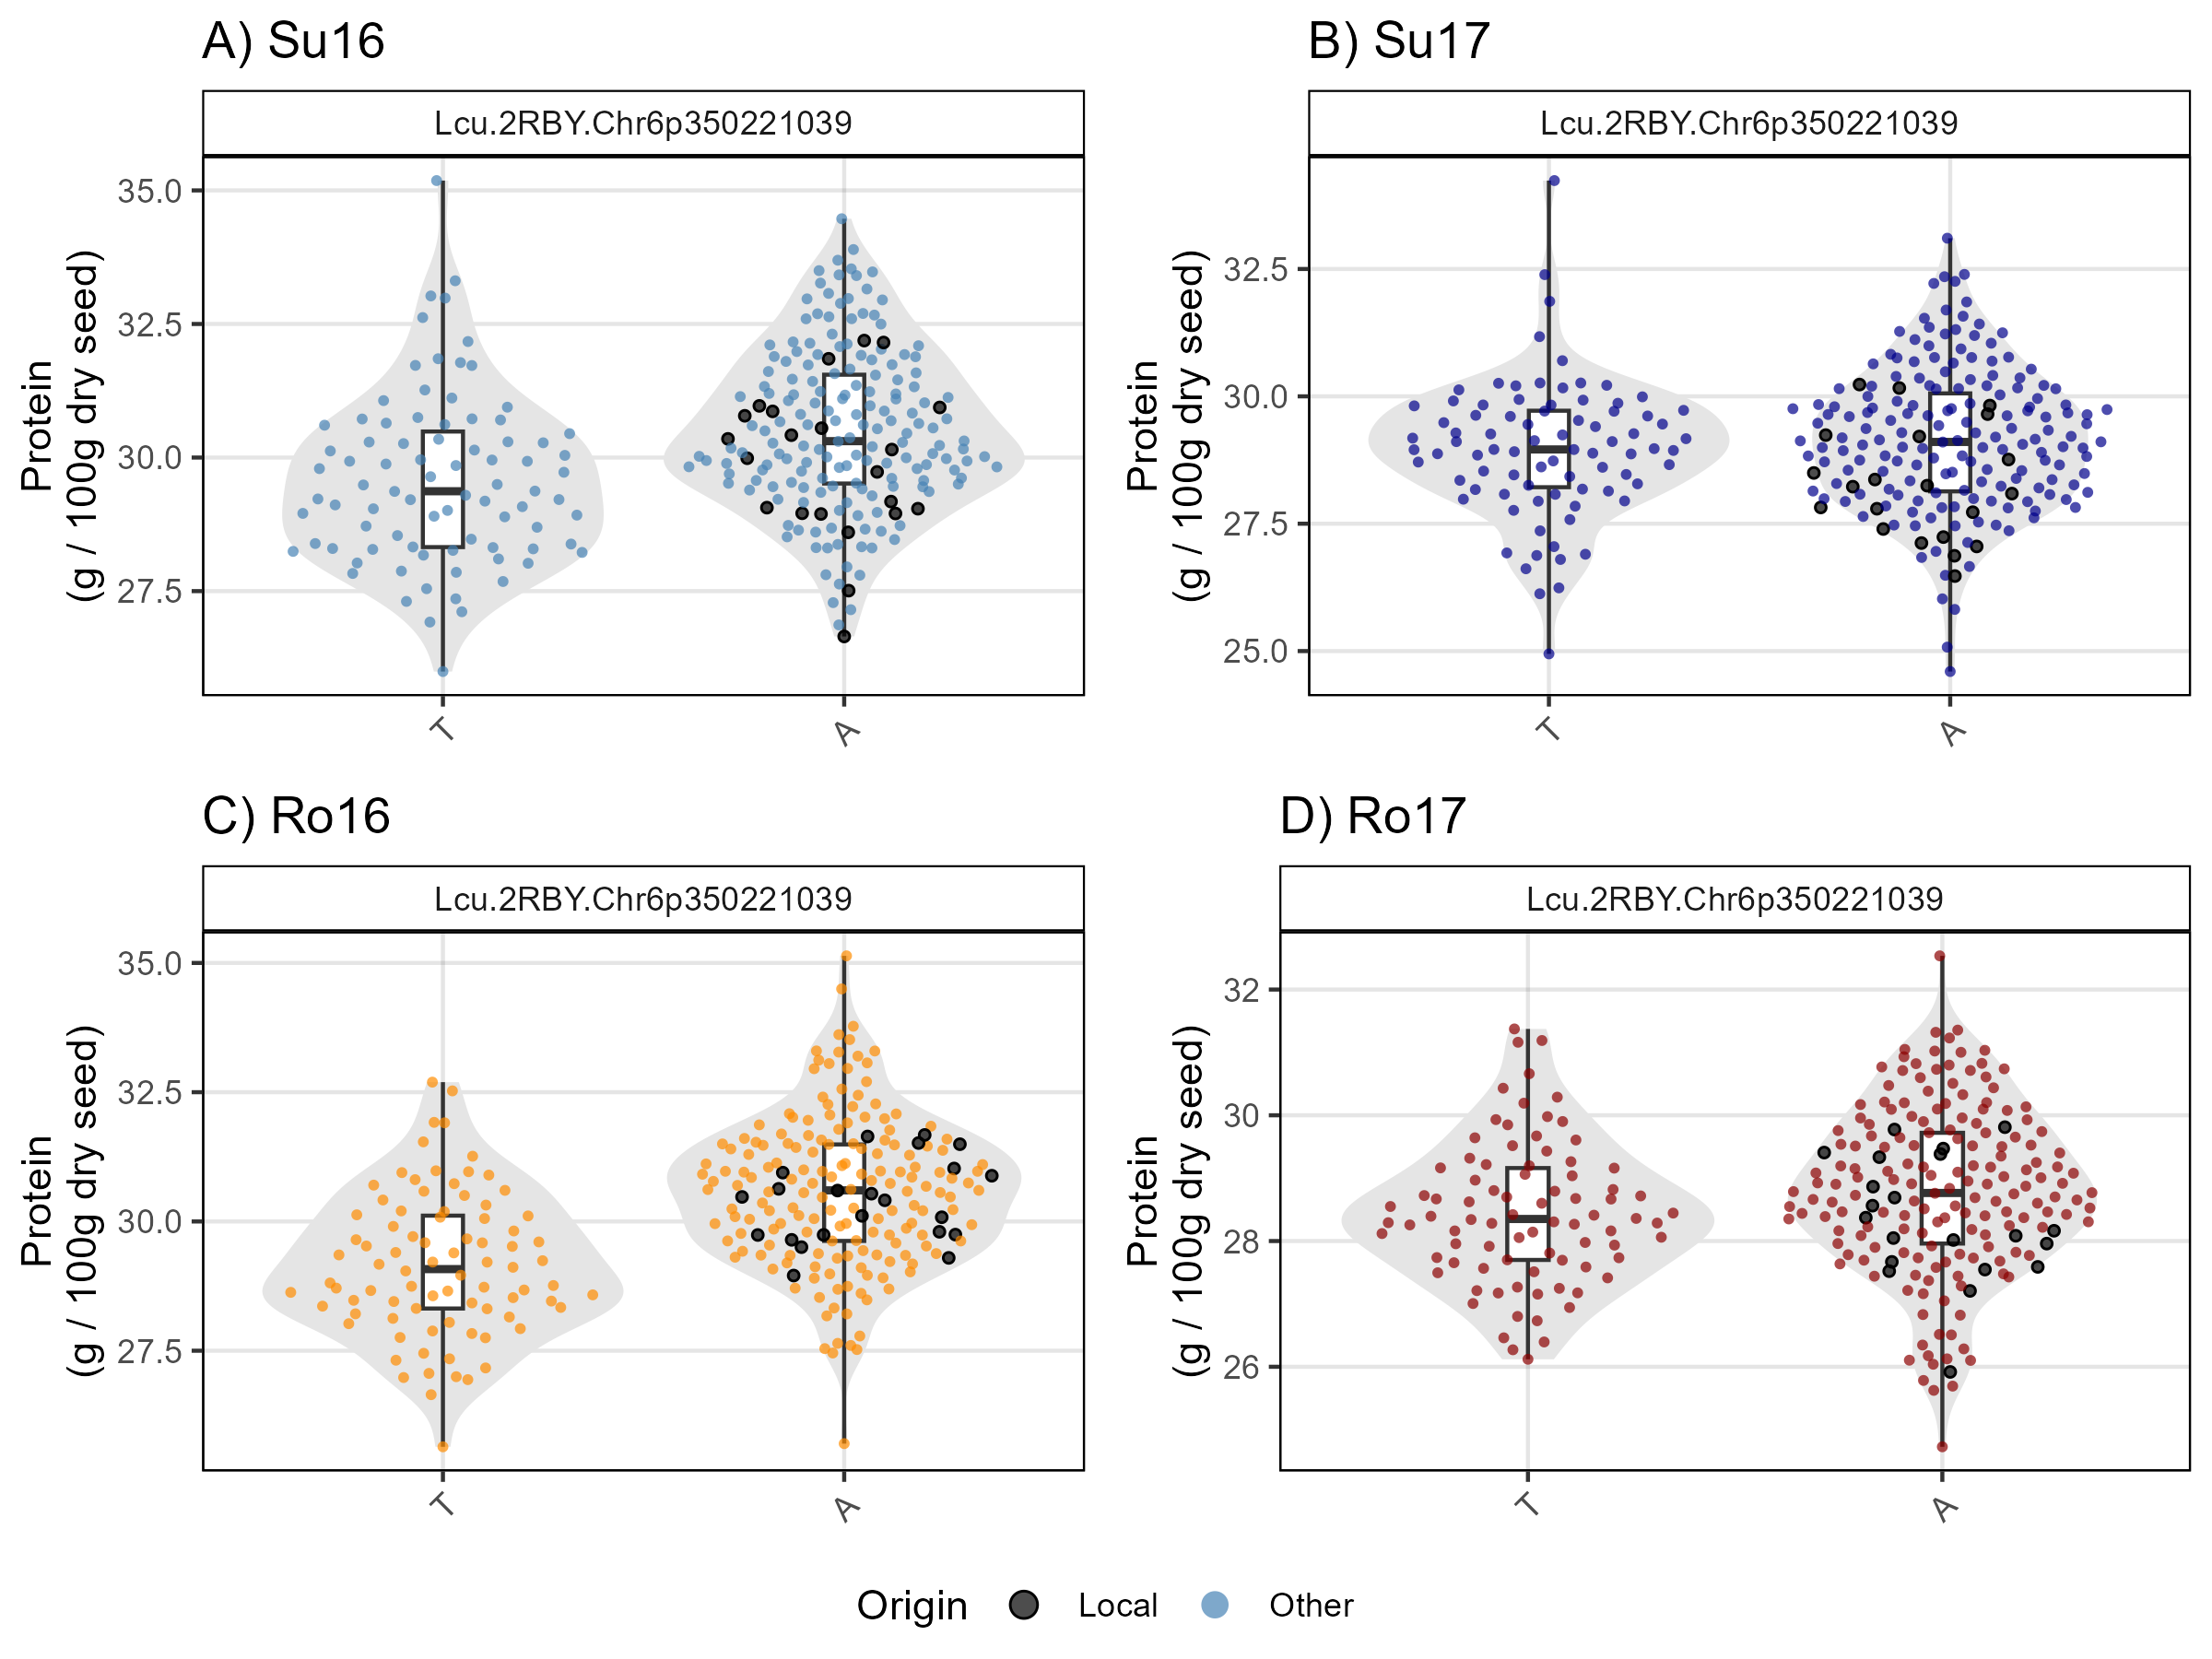 A) Su16
Lcu.2RBY.Chr6p350221039
Protein
(g / 100g dry seed)
35.0
32.5
30.0
27.5
T
A
B) Su17
Lcu.2RBY.Chr6p350221039
Protein
(g / 100g dry seed)
32.5
30.0
27.5
25.0
T
A
C) Ro16
Lcu.2RBY.Chr6p350221039
Protein
(g / 100g dry seed)
35.0
32.5
30.0
27.5
T
A
D) Ro17
Lcu.2RBY.Chr6p350221039
Protein
(g / 100g dry seed)
32
30
28
26
T
A
Origin Local Other